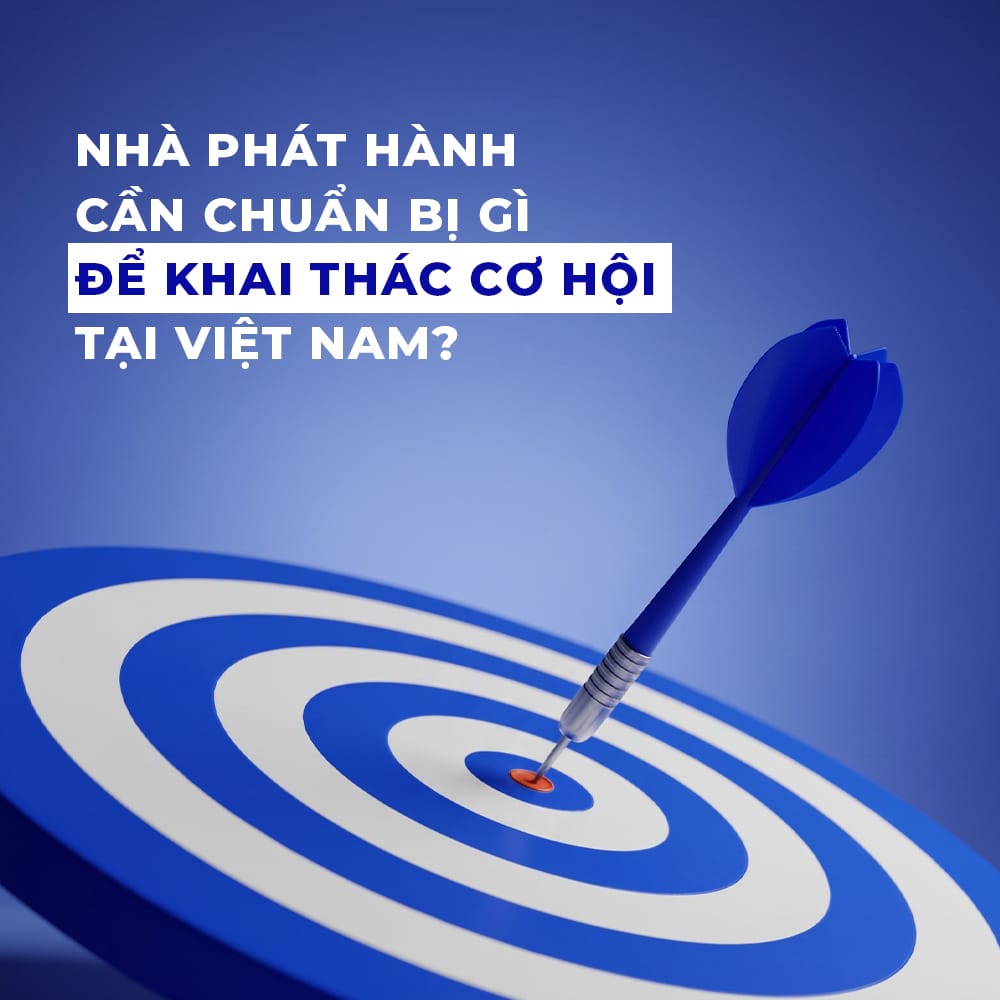 NHÀ PHÁT HÀNH
CẦN CHUẨN BỊ GÌ
ĐỂ KHAI THÁC CƠ HỘI
TẠI VIỆT NAM?